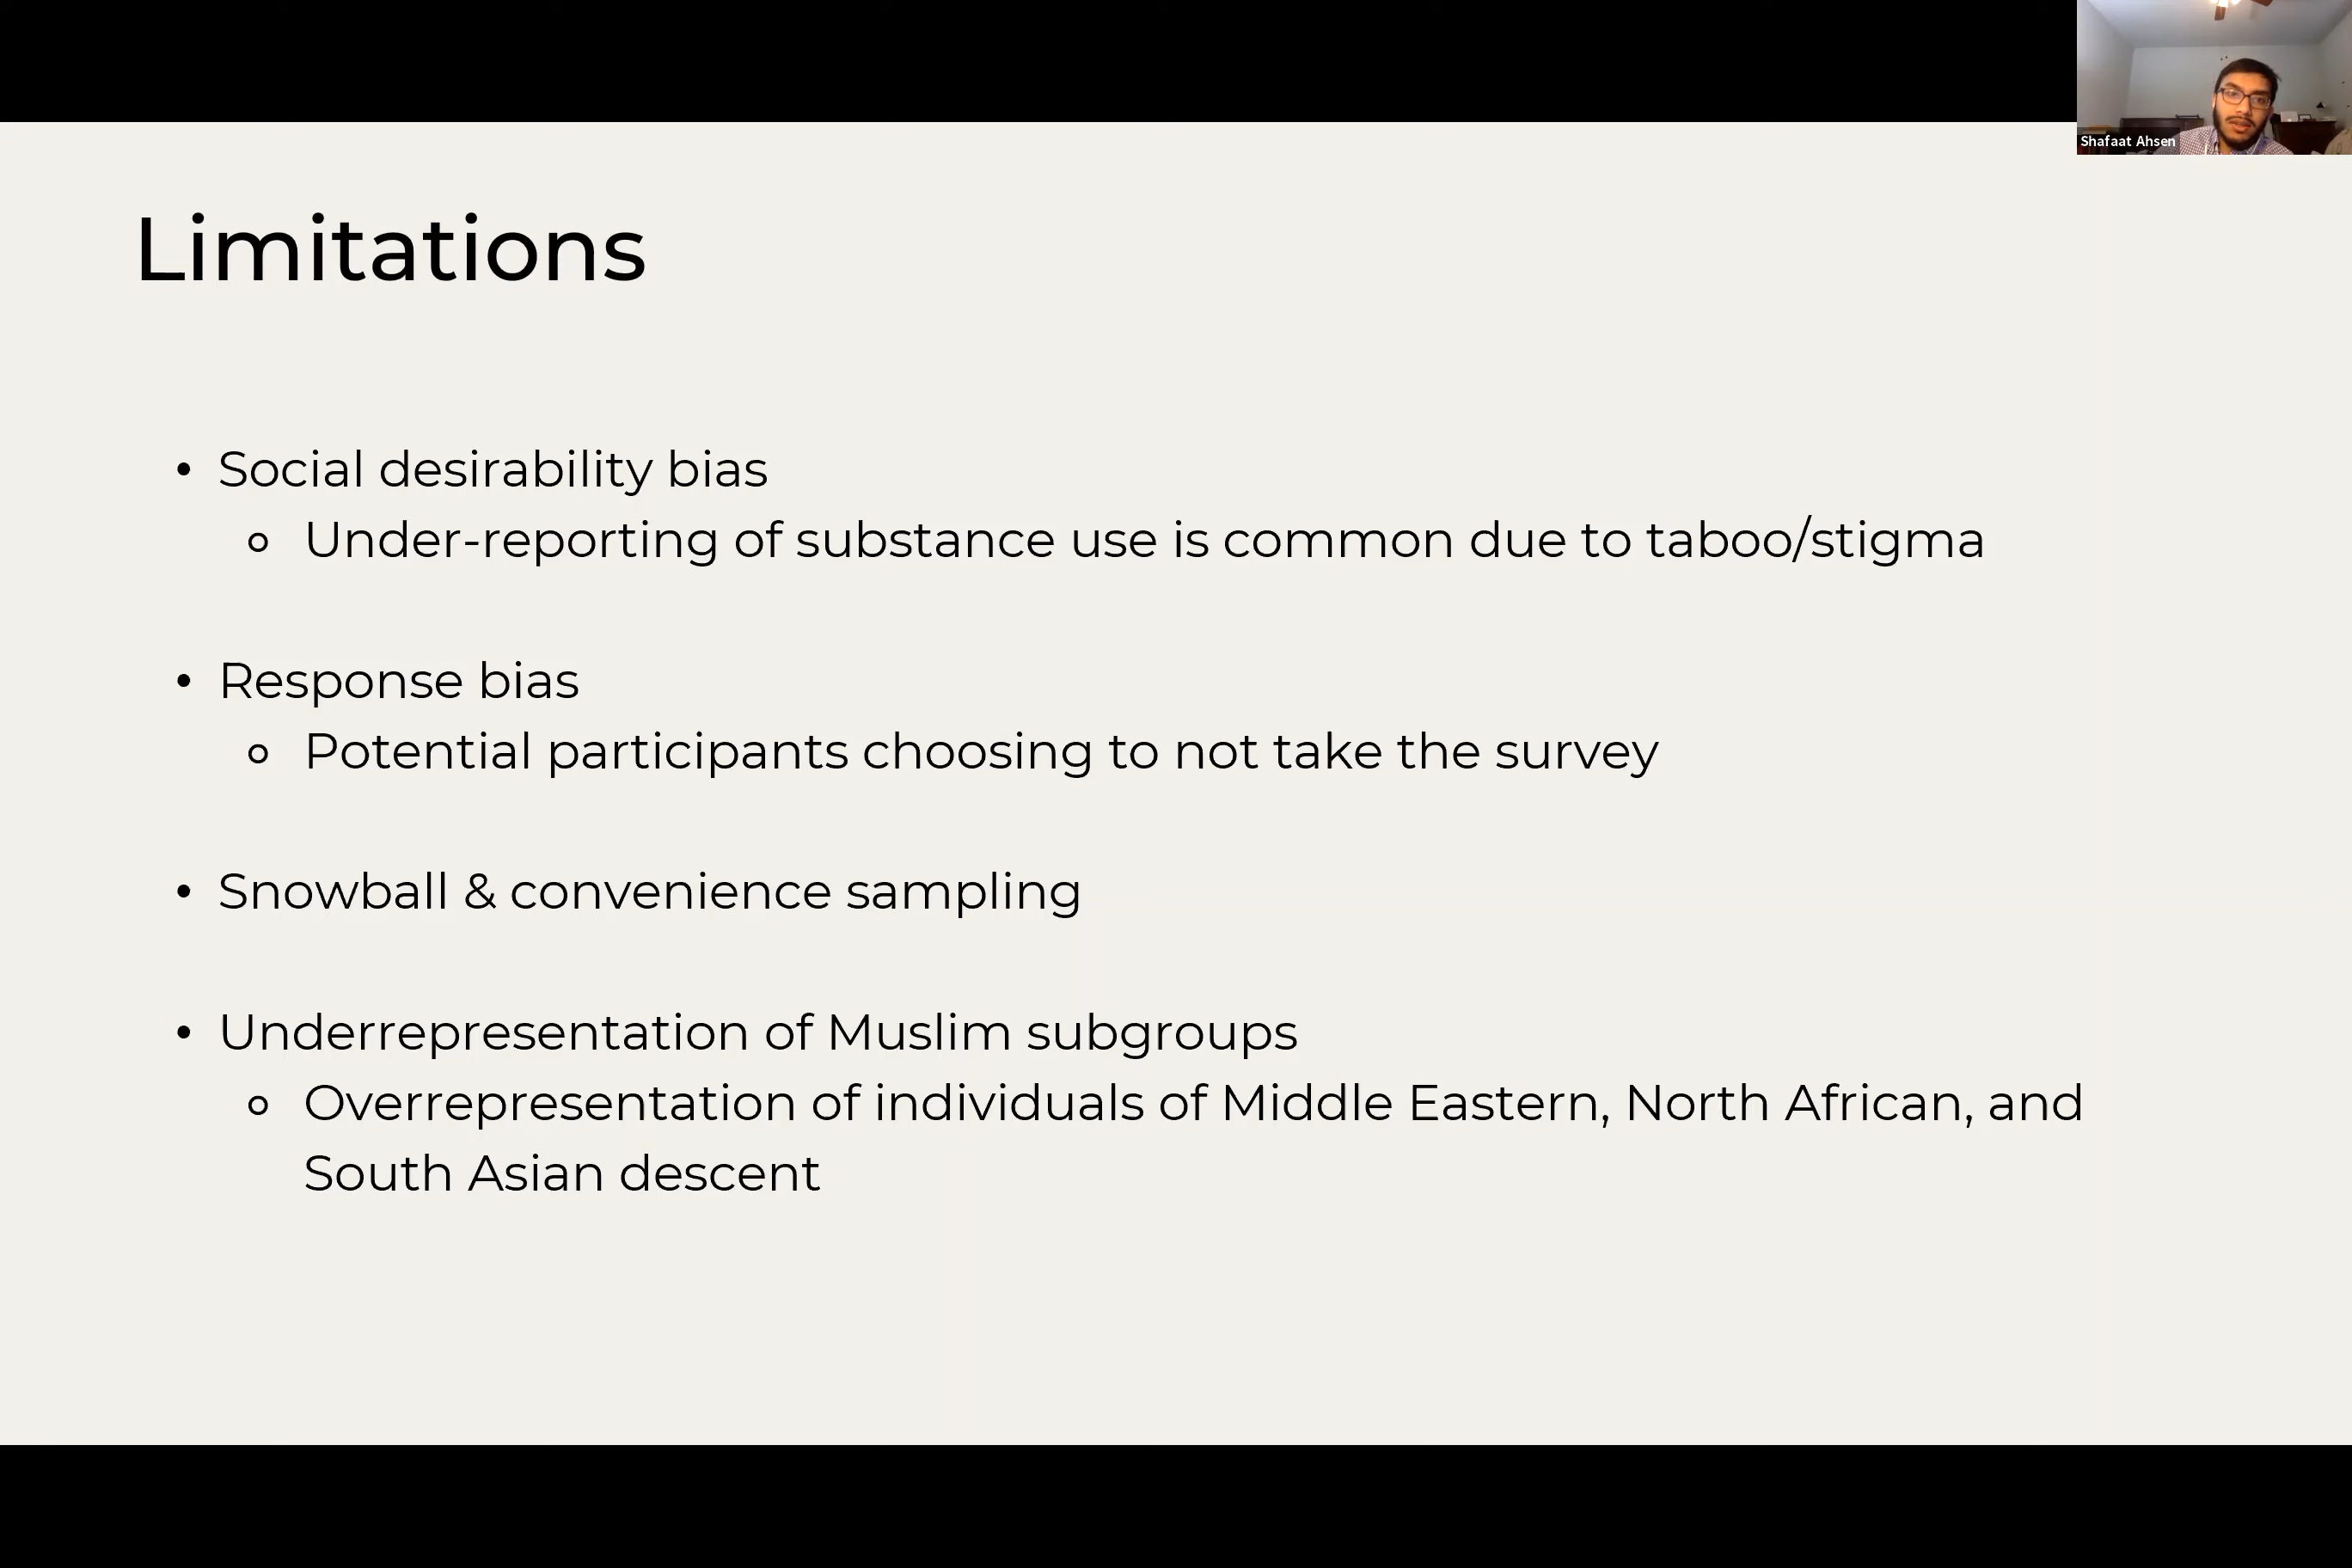 Shafaat Ahsen
Limitations
• Social desirability bias
o Under-reporting of substance use is common due to taboo/stigma
• Response bias
o Potential participants choosing to not take the survey
• Snowball & convenience sampling
• Underrepresentation of Muslim subgroups
o Overrepresentation of individuals of Middle Eastern, North African, and
South Asian descent